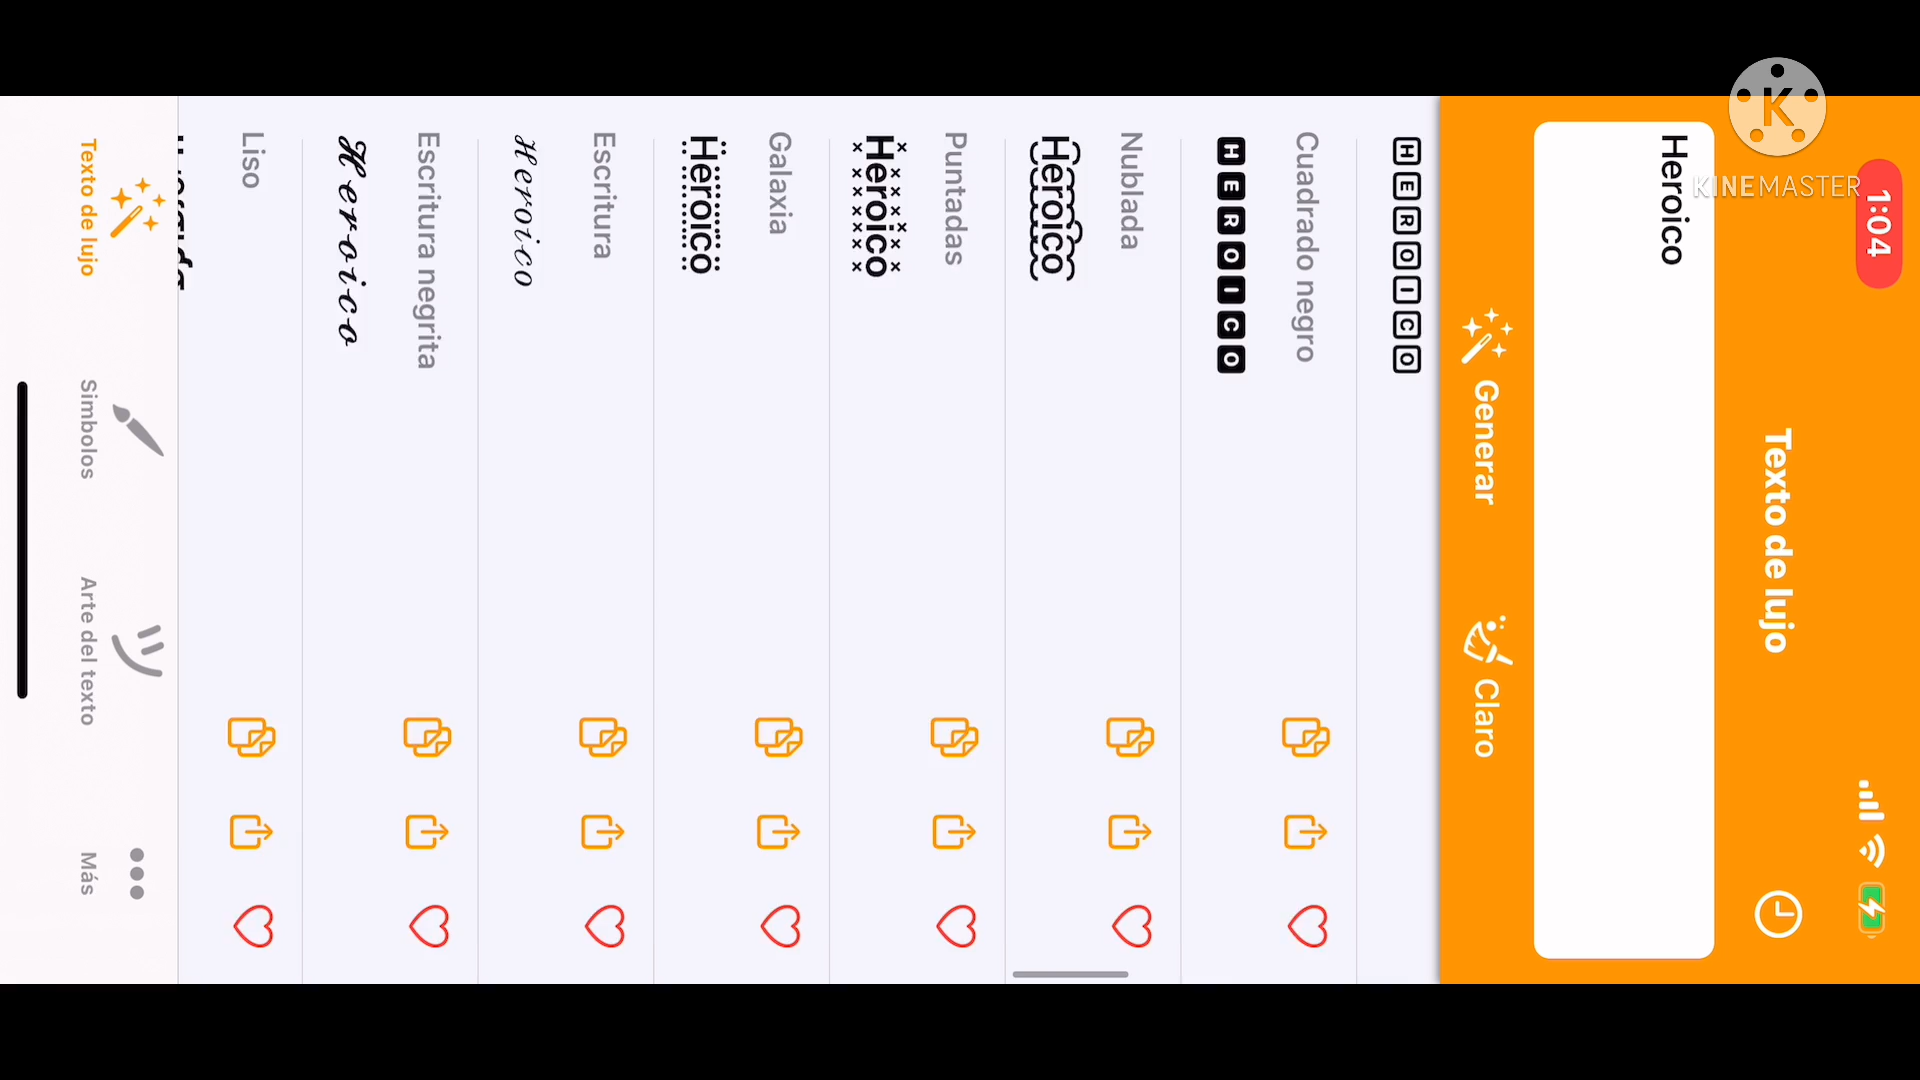 1:04
KINEMASTER
Texto de lujo
Heroico
Generar
Claro
HEROICO
Cuadrado negro
HEROICO
Nublada
Heroico
Puntadas
Heroico
Galaxia
Heroico
Escritura
𝐻𝑒𝓇𝑜𝒾𝒸𝑜
Escritura negrita
𝓗𝓮𝓻𝓸𝓲𝓬𝓸
Liso
Texto de lujo
Simbolos
Arte del texto
Más